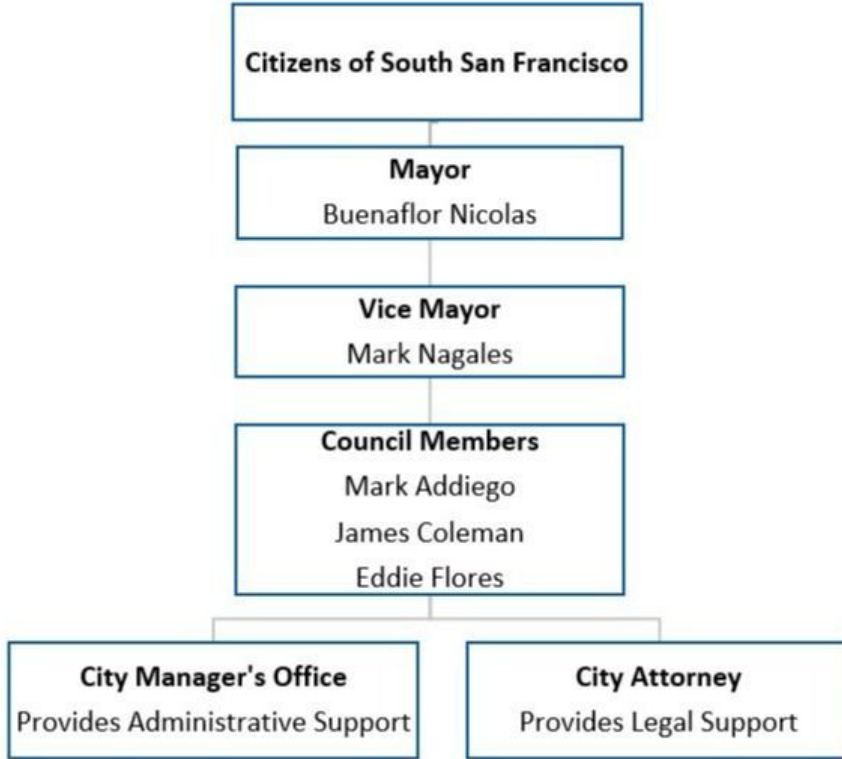 Citizens of South San Francisco
Mayor
Buenaflor Nicolas
Vice Mayor
Mark Nagales
Council Members
Mark Addiego
James Coleman
Eddie Flores
City Manager's Office
Provides Administrative Support
City Attorney
Provides Legal Support